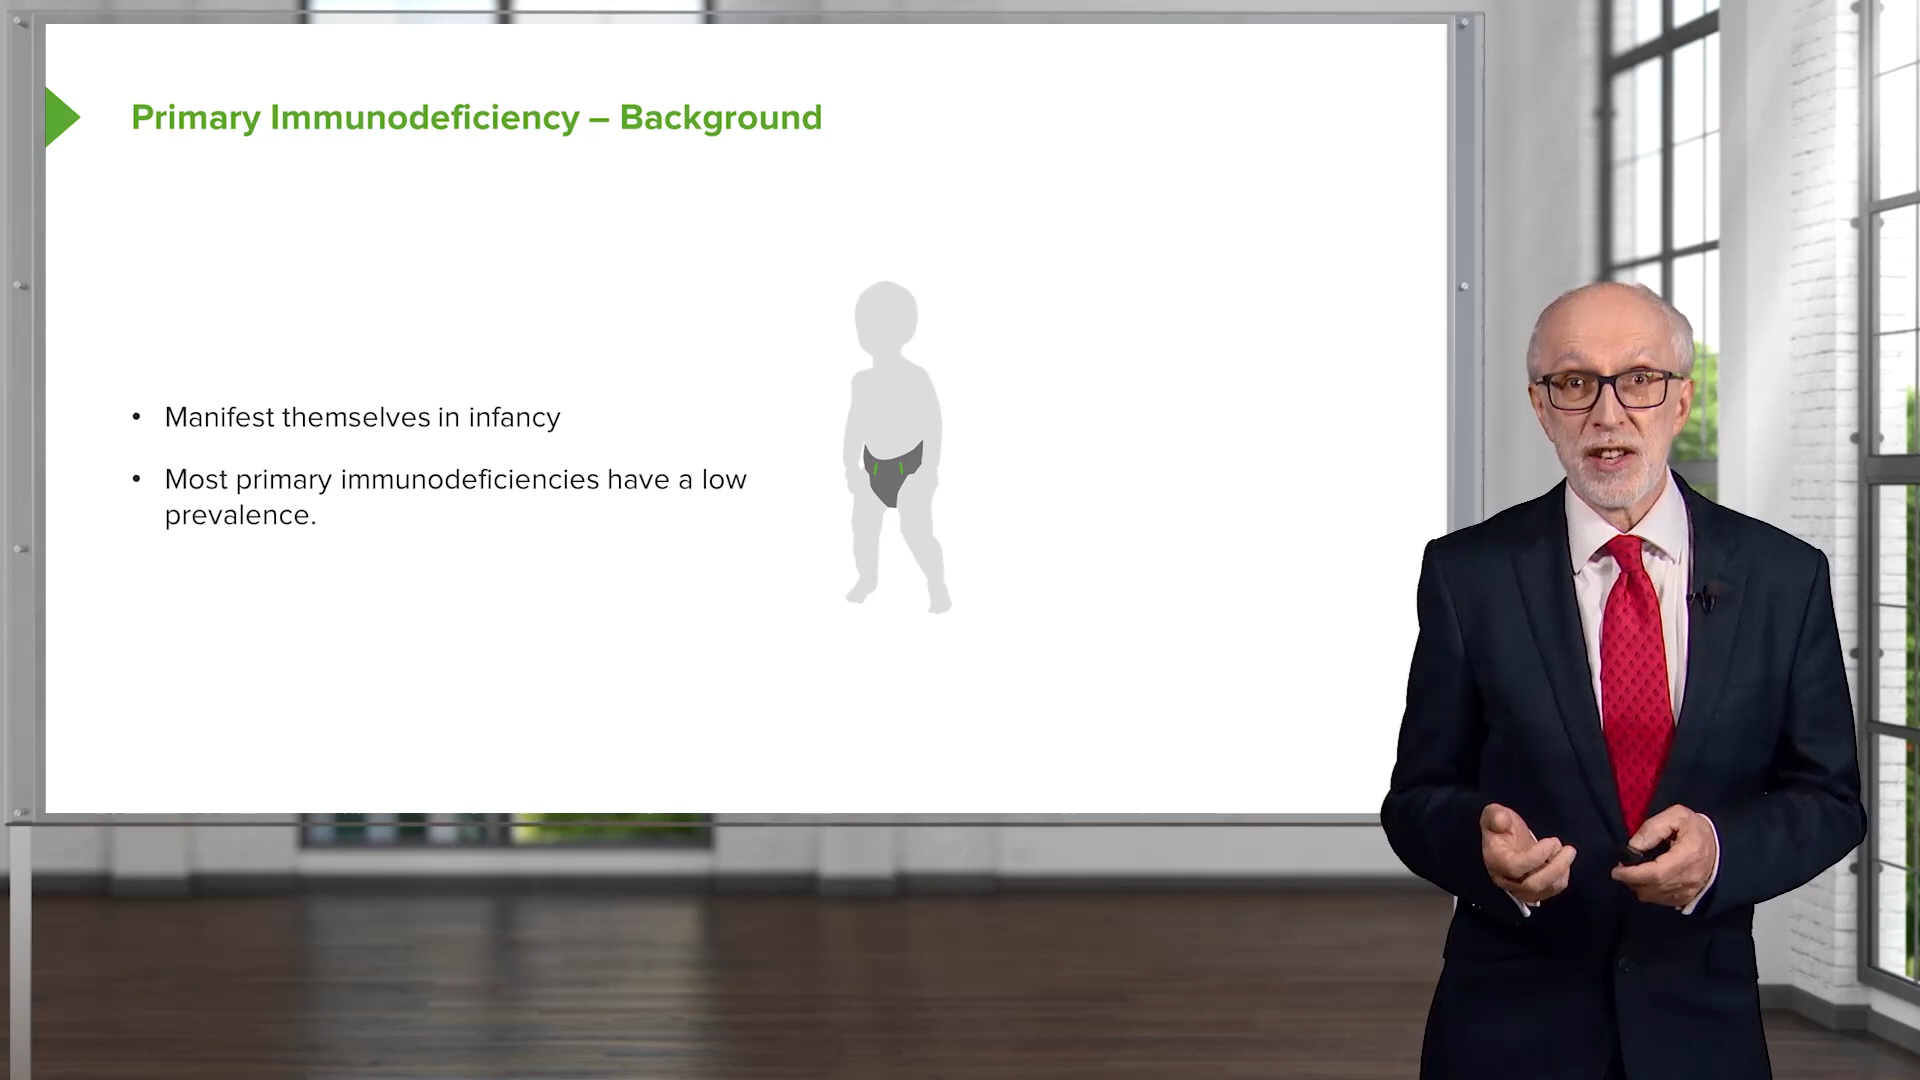 Primary Immunodeficiency – Background
• Manifest themselves in infancy
• Most primary immunodeficiencies have a low
prevalence.